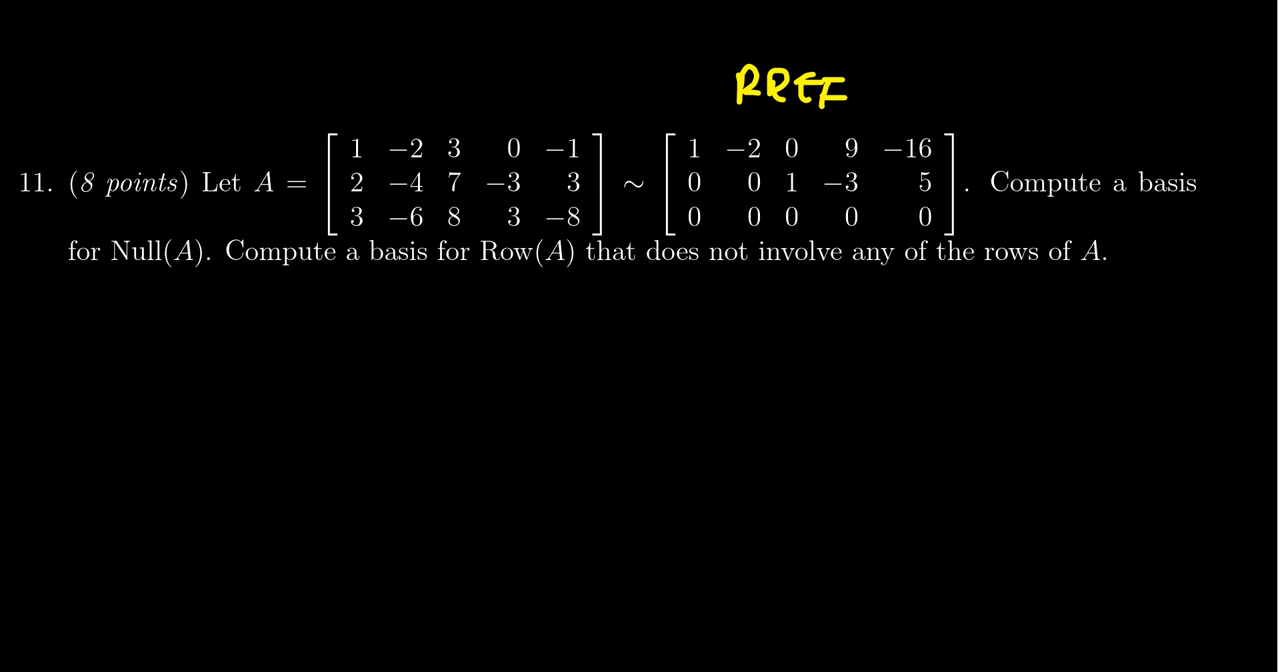 RREF
11. (8 points) Let A = [ 1 −2 3 0 −1 ; 2 −4 7 −3 3 ; 3 −6 8 3 −8 ] ∼ [ 1 −2 0 9 −16 ; 0 0 1 −3 5 ; 0 0 0 0 0 ]. Compute a basis
for Null(A). Compute a basis for Row(A) that does not involve any of the rows of A.